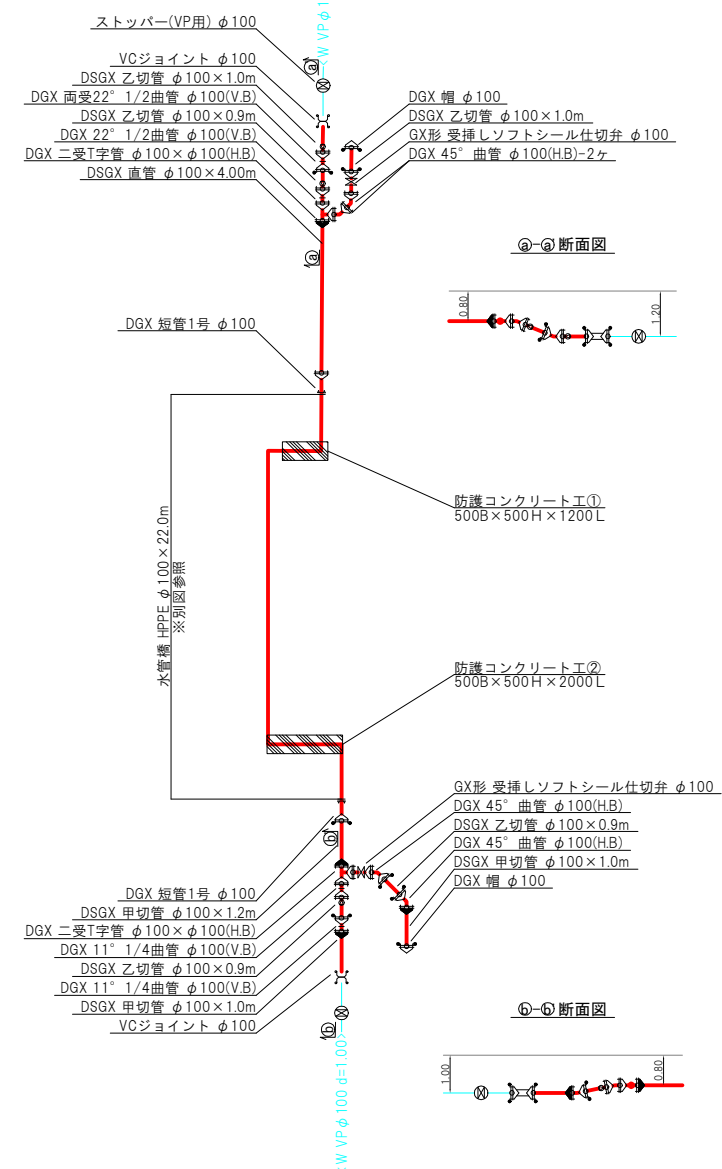 ストッパー(VP用) φ100
VCジョイント φ100
DSGX 乙切管 φ100×1.0m
DGX 両受22° 1/2曲管 φ100(V.B)
DSGX 乙切管 φ100×0.9m
DGX 22° 1/2曲管 φ100(V.B)
DGX 二受T字管 φ100×φ100(H.B)
DSGX 直管 φ100×4.00m
<W VPφ1
ⓐ'
DGX 帽 φ100
DSGX 乙切管 φ100×1.0m
GX形 受挿しソフトシール仕切弁 φ100
DGX 45° 曲管 φ100(H.B)-2ヶ
ⓐ
ⓐ-ⓐ'断面図
0.80
1.20
DGX 短管1号 φ100
防護コンクリート工①
500B×500H×1200L
水管橋 HPPE φ100×22.0m
※別図参照
防護コンクリート工②
500B×500H×2000L
GX形 受挿しソフトシール仕切弁 φ100
DGX 45° 曲管 φ100(H.B)
DSGX 乙切管 φ100×0.9m
DGX 45° 曲管 φ100(H.B)
DSGX 甲切管 φ100×1.0m
DGX 帽 φ100
ⓑ'
DGX 短管1号 φ100
DSGX 甲切管 φ100×1.2m
DGX 二受T字管 φ100×φ100(H.B)
DGX 11° 1/4曲管 φ100(V.B)
DSGX 乙切管 φ100×0.9m
DGX 11° 1/4曲管 φ100(V.B)
DSGX 甲切管 φ100×1.0m
VCジョイント φ100
ⓑ
W VPφ100 d=1.00>
ⓑ-ⓑ'断面図
1.00
0.80